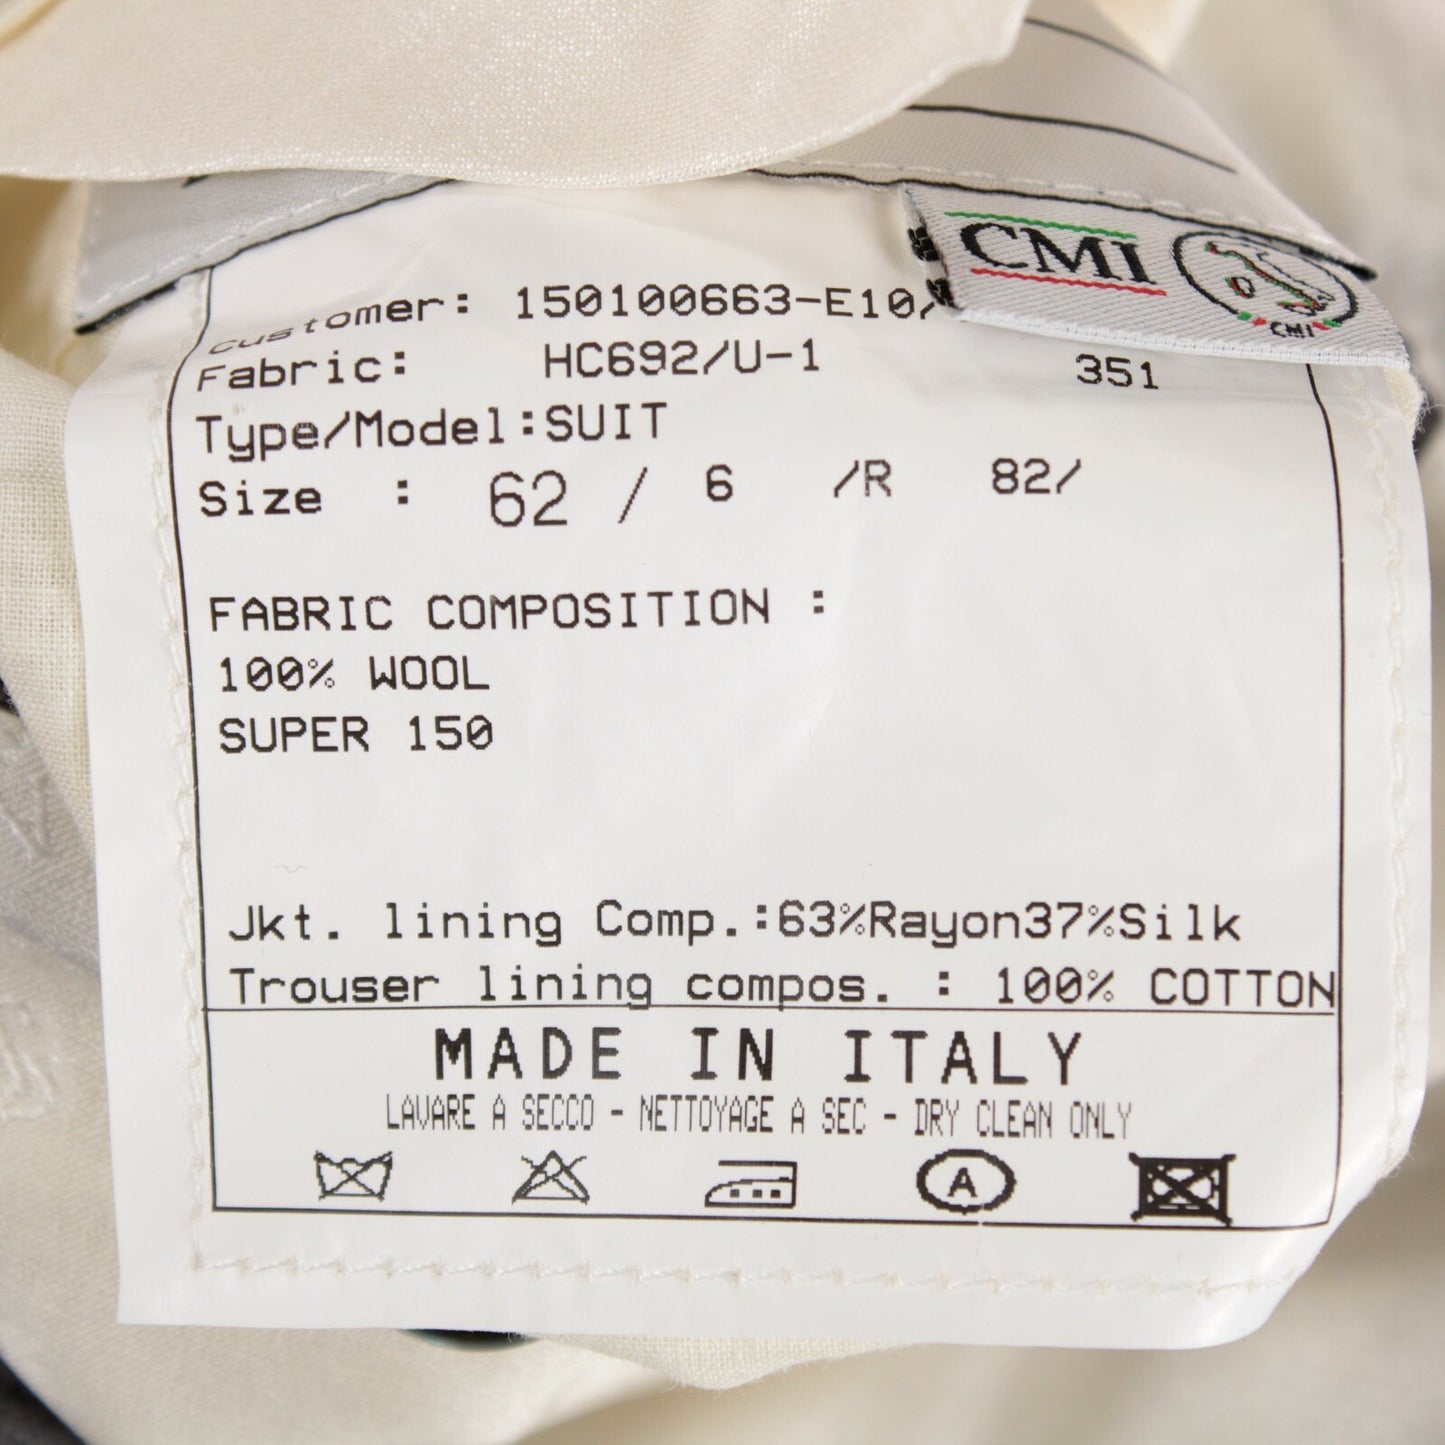 CMI
CMI
Customer: 150100663-E10/
Fabric: HC692/U-1 351
Type/Model:SUIT
Size : 62 / 6 /R 82/
FABRIC COMPOSITION :
100% WOOL
SUPER 150
Jkt. lining Comp.:63%Rayon37%Silk
Trouser lining compos. : 100% COTTON
MADE IN ITALY
LAVARE A SECCO - NETTOYAGE A SEC - DRY CLEAN ONLY
A